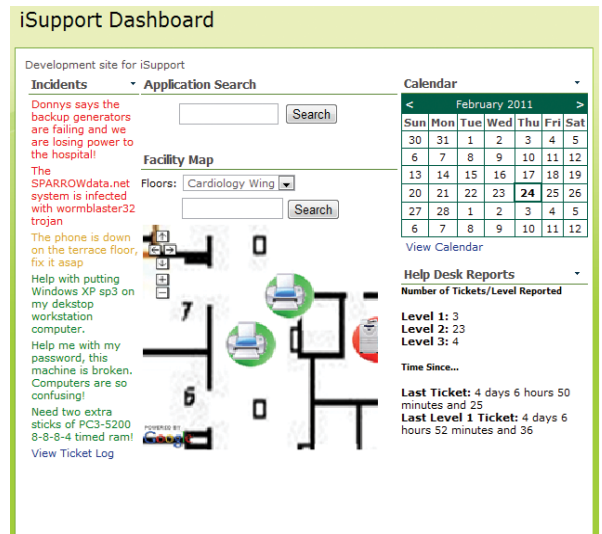 iSupport Dashboard
Development site for iSupport
Incidents
Donnys says the
backup generators
are failing and we
are losing power to
the hospital!
The
SPARROWdata.net
system is infected
with wormblaster32
trojan
The phone is down
on the terrace floor,
fix it asap
Help with putting
Windows XP sp3 on
my dekstop
workstation
computer.
Help me with my
password, this
machine is broken.
Computers are so
confusing!
Need two extra
sticks of PC3-5200
8-8-8-4 timed ram!
View Ticket Log
Application Search
Search
Facility Map
Floors: Cardiology Wing
Search
7
6
POWERED BY
Google
Calendar
< February 2011 >
Sun Mon Tue Wed Thu Fri Sat
30 31 1 2 3 4 5
6 7 8 9 10 11 12
13 14 15 16 17 18 19
20 21 22 23 24 25 26
27 28 1 2 3 4 5
6 7 8 9 10 11 12
View Calendar
Help Desk Reports
Number of Tickets/Level Reported
Level 1: 3
Level 2: 23
Level 3: 4
Time Since...
Last Ticket: 4 days 6 hours 50
minutes and 25
Last Level 1 Ticket: 4 days 6
hours 52 minutes and 36